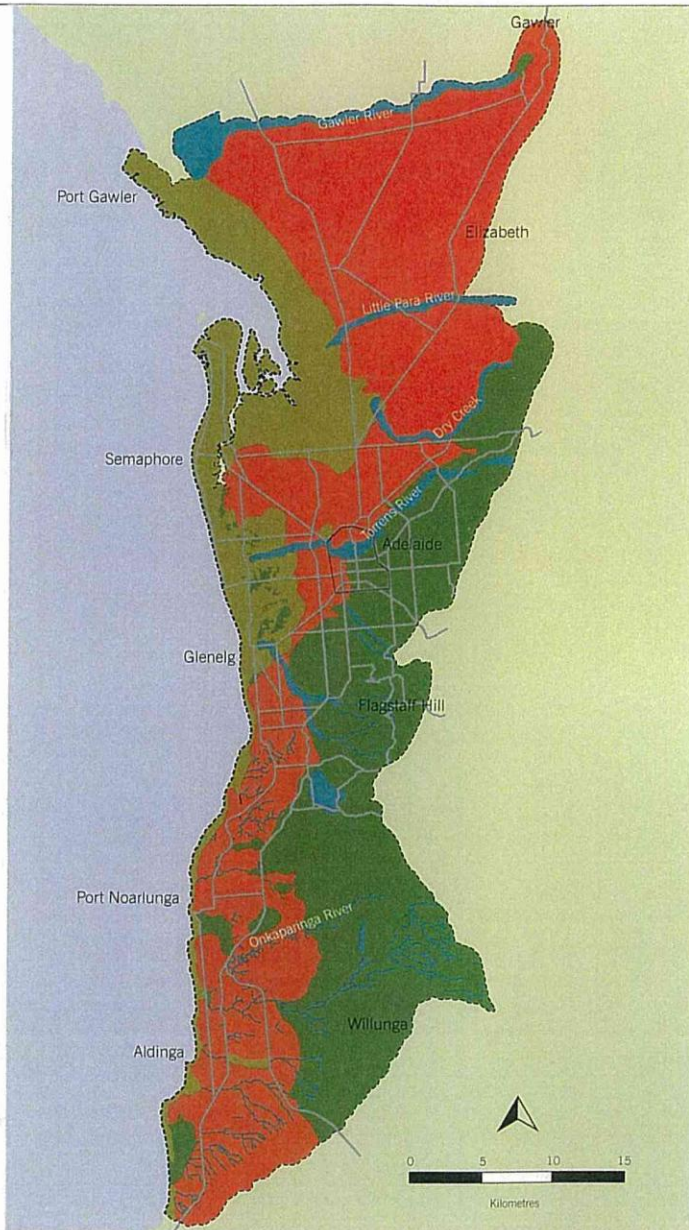 Gawler
Gawler River
Port Gawler
Elizabeth
Little Para River
Dry Creek
Semaphore
Torrens River
Adelaide
Glenelg
Flagstaff Hill
Port Noarlunga
Onkaparinga River
Willunga
Aldinga
0 5 10 15
Kilometres